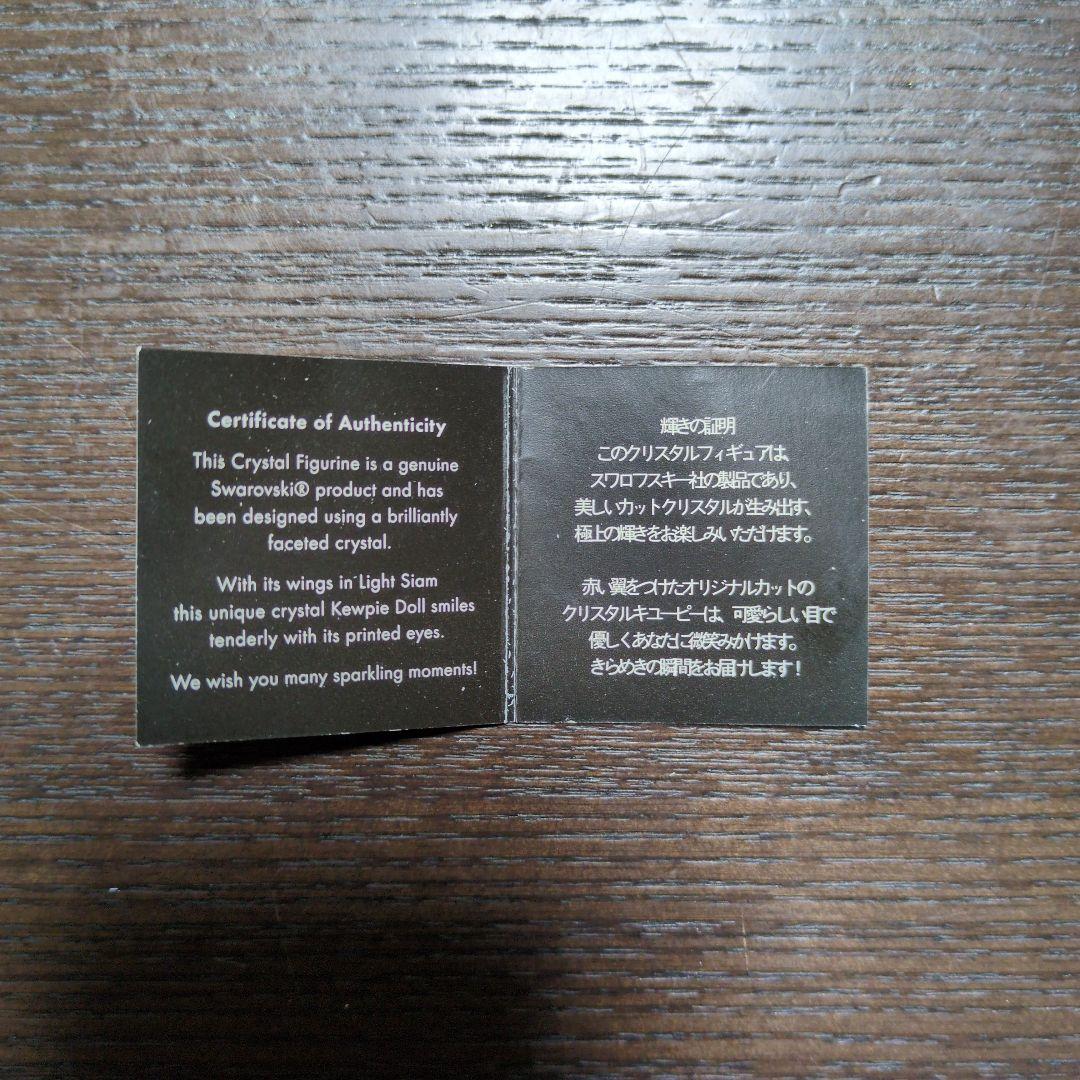 Certificate of Authenticity
This Crystal Figurine is a genuine
Swarovski® product and has
been designed using a brilliantly
faceted crystal.
With its wings in Light Siam
this unique crystal Kewpie Doll smiles
tenderly with its printed eyes.
We wish you many sparkling moments!
輝きの証明
このクリスタルフィギュアは、
スワロフスキー社の製品であり、
美しいカットクリスタルが生み出す、
極上の輝きをお楽しみいただけます。
赤い翼をつけたオリジナルカットの
クリスタルキューピーは、可愛らしい目で
優しくあなたに微笑みかけます。
きらめきの瞬間をお届けします！